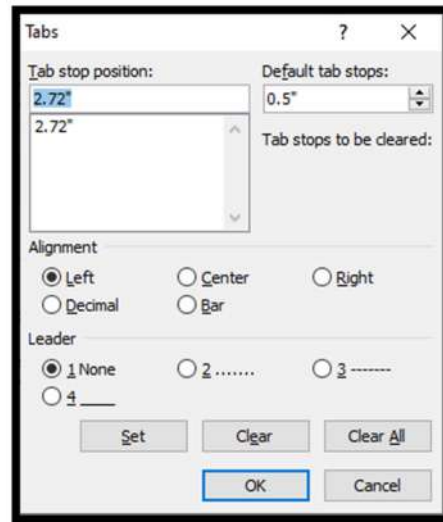 Tabs ?
Tab stop position: Default tab stops:
2.72" 0.5"
2.72"
Tab stops to be cleared:
Alignment
Left Center Right
Decimal Bar
Leader
1 None 2 ....... 3 -------
4 ___
Set Clear Clear All
OK Cancel